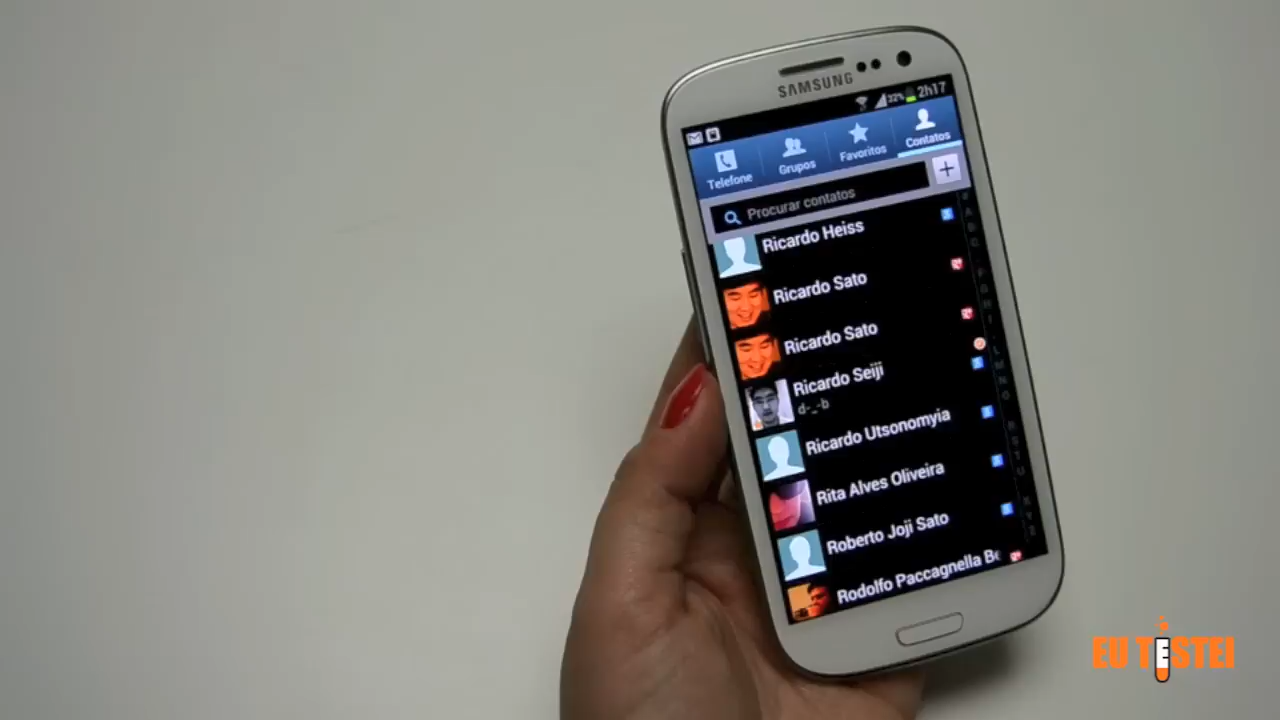 SAMSUNG
32% 2h17
Telefone
Grupos
Favoritos
Contatos
Procurar contatos
Ricardo Heiss
Ricardo Sato
Ricardo Sato
Ricardo Seiji
d-_-b
Ricardo Utsonomyia
Rita Alves Oliveira
Roberto Joji Sato
Rodolfo Paccagnella Be
EU TESTEI